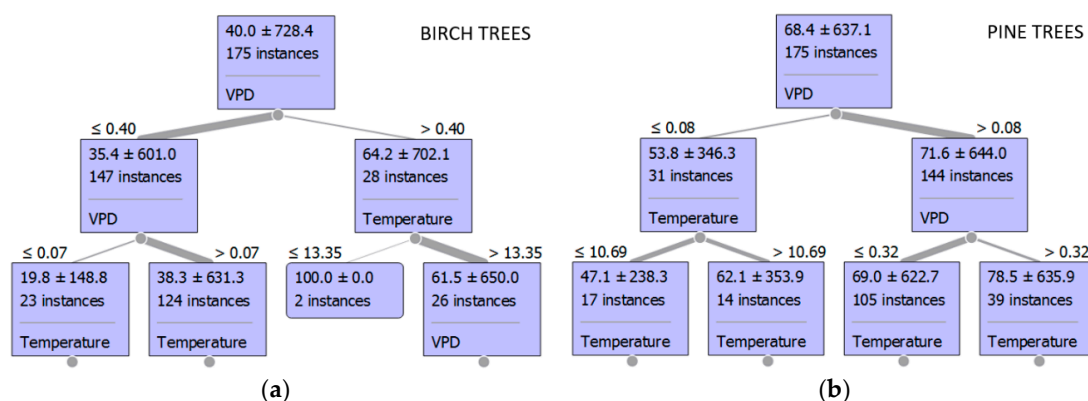 40.0 ± 728.4
175 instances
VPD
BIRCH TREES
≤ 0.40
> 0.40
35.4 ± 601.0
147 instances
VPD
64.2 ± 702.1
28 instances
Temperature
≤ 0.07
> 0.07
≤ 13.35
> 13.35
19.8 ± 148.8
23 instances
Temperature
38.3 ± 631.3
124 instances
Temperature
100.0 ± 0.0
2 instances
61.5 ± 650.0
26 instances
VPD
(a)
68.4 ± 637.1
175 instances
VPD
PINE TREES
≤ 0.08
> 0.08
53.8 ± 346.3
31 instances
Temperature
71.6 ± 644.0
144 instances
VPD
≤ 10.69
> 10.69
≤ 0.32
> 0.32
47.1 ± 238.3
17 instances
Temperature
62.1 ± 353.9
14 instances
Temperature
69.0 ± 622.7
105 instances
Temperature
78.5 ± 635.9
39 instances
Temperature
(b)